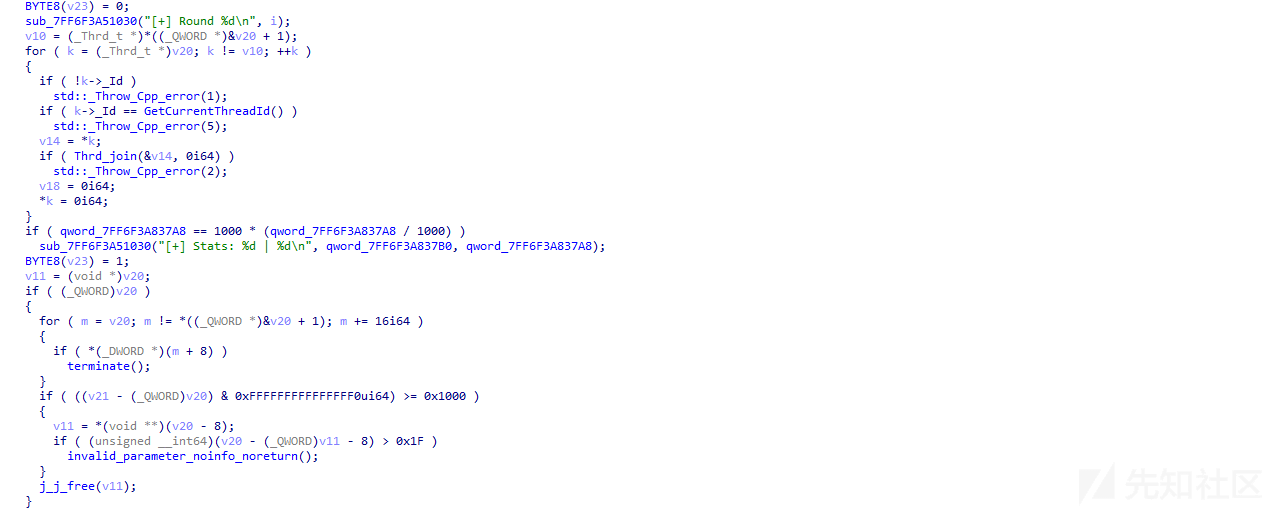 BYTE8(v23) = 0;
sub_7FF6F3A51030("[+] Round %d\n", i);
v10 = (_Thrd_t *)*((_QWORD *)&v20 + 1);
for ( k = (_Thrd_t *)v20; k != v10; ++k )
{
if ( !k->_Id )
std::_Throw_Cpp_error(1);
if ( k->_Id == GetCurrentThreadId() )
std::_Throw_Cpp_error(5);
v14 = *k;
if ( Thrd_join(&v14, 0i64) )
std::_Throw_Cpp_error(2);
v18 = 0i64;
*k = 0i64;
}
if ( qword_7FF6F3A837A8 == 1000 * (qword_7FF6F3A837A8 / 1000) )
sub_7FF6F3A51030("[+] Stats: %d | %d\n", qword_7FF6F3A837B0, qword_7FF6F3A837A8);
BYTE8(v23) = 1;
v11 = (void *)v20;
if ( (_QWORD)v20 )
{
for ( m = v20; m != *((_QWORD *)&v20 + 1); m += 16i64 )
{
if ( *(_DWORD *)(m + 8) )
terminate();
}
if ( ((v21 - (_QWORD)v20) & 0xFFFFFFFFFFFFFFF0ui64) >= 0x1000 )
{
v11 = *(void **)(v20 - 8);
if ( (unsigned __int64)(v20 - (_QWORD)v11 - 8) > 0x1F )
invalid_parameter_noinfo_noreturn();
}
j_j_free(v11);
}
先知社区